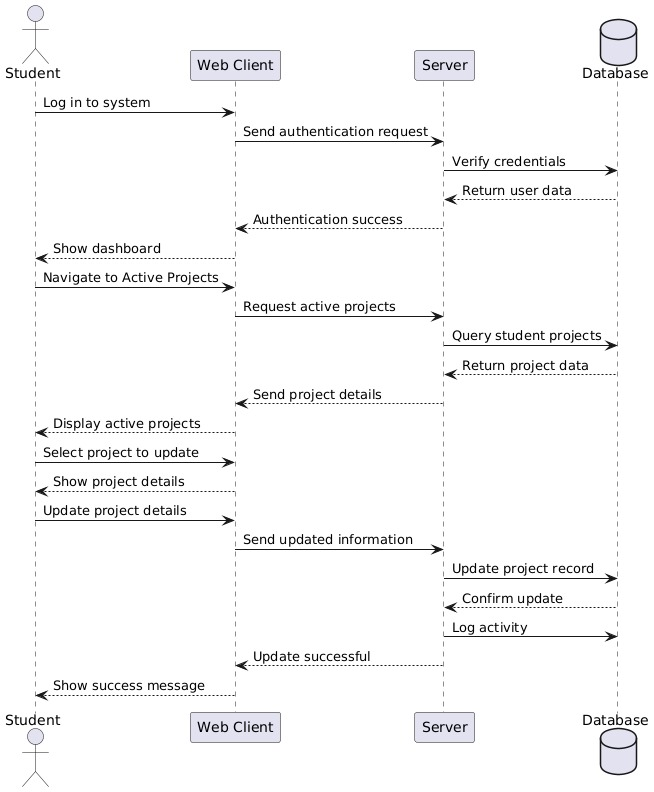 Student
Web Client
Server
Database
Log in to system
Send authentication request
Verify credentials
Return user data
Authentication success
Show dashboard
Navigate to Active Projects
Request active projects
Query student projects
Return project data
Send project details
Display active projects
Select project to update
Show project details
Update project details
Send updated information
Update project record
Confirm update
Log activity
Update successful
Show success message
Student
Web Client
Server
Database